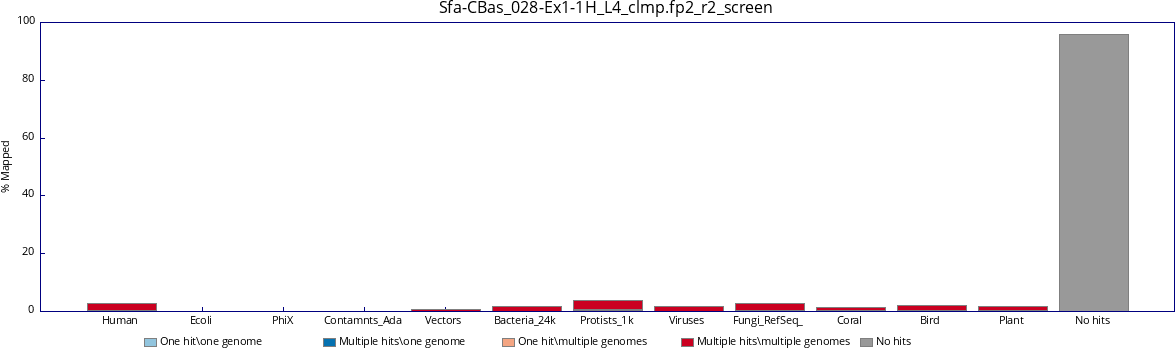 Sfa-CBas_028-Ex1-1H_L4_clmp.fp2_r2_screen
100
80
60
40
20
0
% Mapped
Human Ecoli PhiX Contamnts_Ada Vectors Bacteria_24k Protists_1k Viruses Fungi_RefSeq_ Coral Bird Plant No hits
One hit\one genome Multiple hits\one genome One hit\multiple genomes Multiple hits\multiple genomes No hits